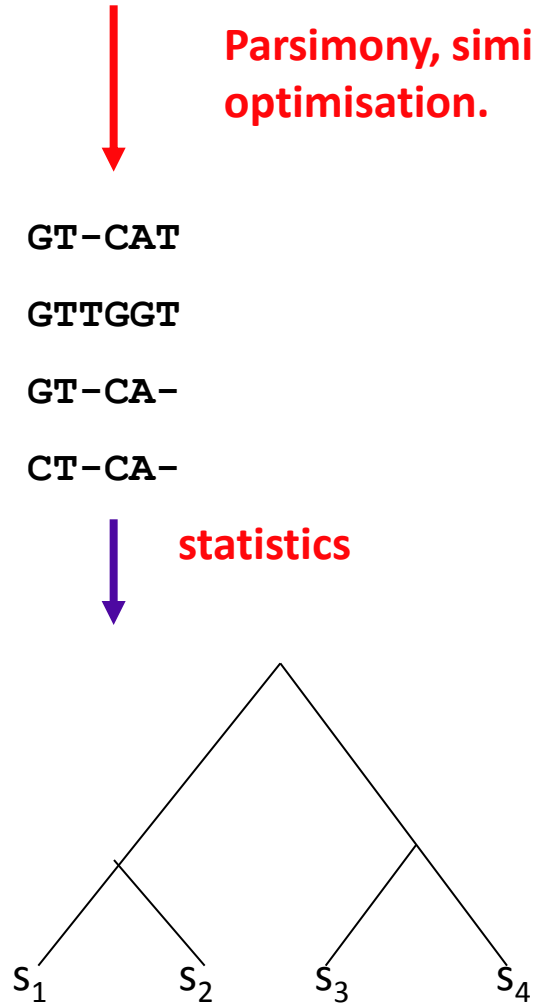 Parsimony, simi
optimisation.
GT-CAT
GTTGGT
GT-CA-
CT-CA-
statistics
s1 s2 s3 s4